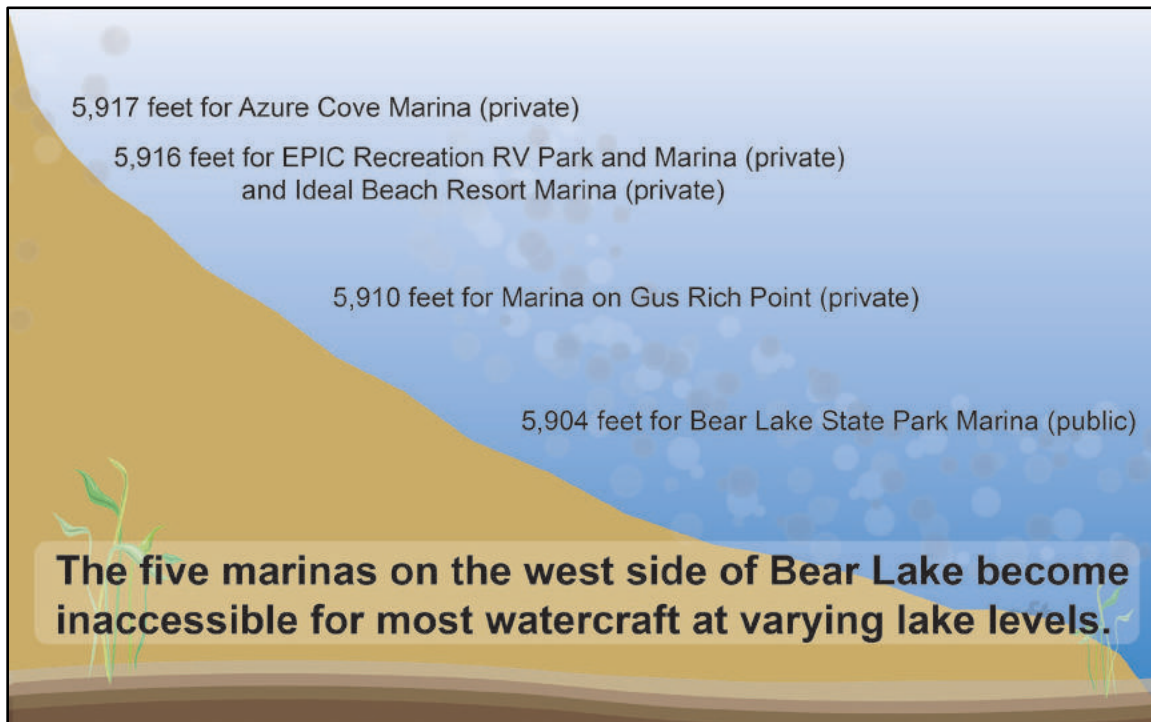 5,917 feet for Azure Cove Marina (private)
5,916 feet for EPIC Recreation RV Park and Marina (private)
and Ideal Beach Resort Marina (private)
5,910 feet for Marina on Gus Rich Point (private)
5,904 feet for Bear Lake State Park Marina (public)
The five marinas on the west side of Bear Lake become
inaccessible for most watercraft at varying lake levels.